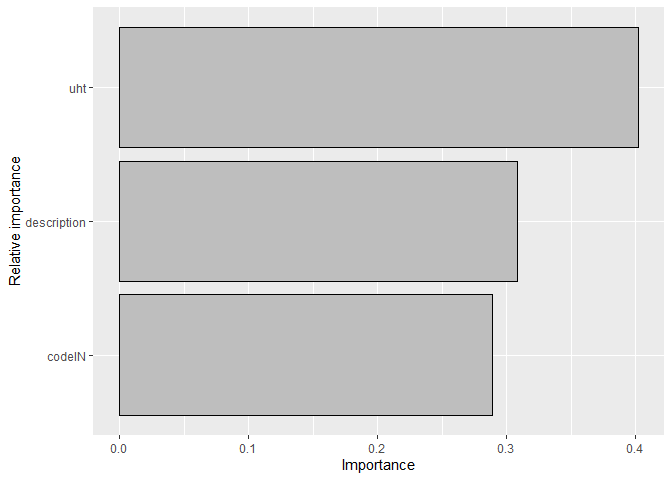 Relative importance
uht
description
codeIN
0.0 0.1 0.2 0.3 0.4
Importance